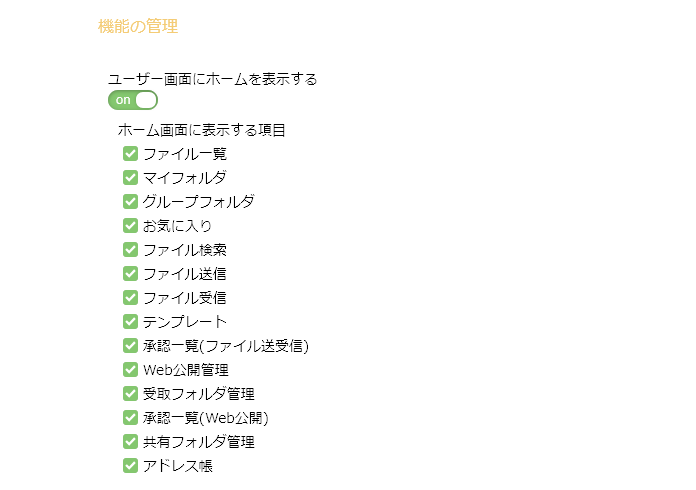 機能の管理
ユーザー画面にホームを表示する
on
ホーム画面に表示する項目
ファイル一覧
マイフォルダ
グループフォルダ
お気に入り
ファイル検索
ファイル送信
ファイル受信
テンプレート
承認一覧(ファイル送受信)
Web公開管理
受取フォルダ管理
承認一覧(Web公開)
共有フォルダ管理
アドレス帳